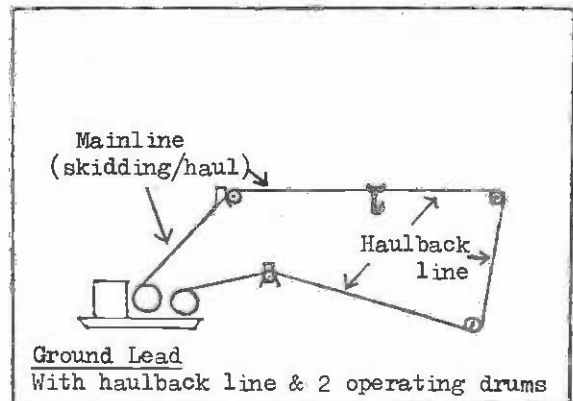 Mainline
(skidding/haul)
Haulback
line
Ground Lead
With haulback line & 2 operating drums